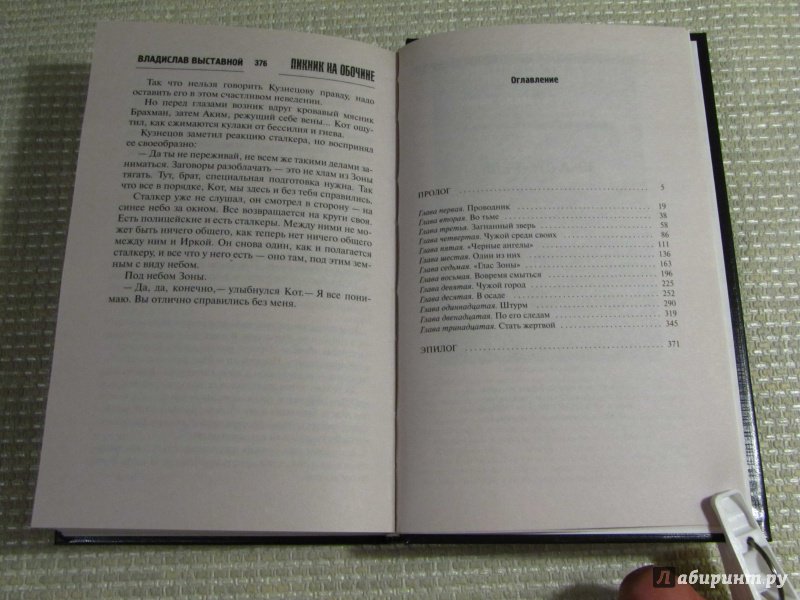 ВЛАДИСЛАВ ВЫСТАВНОЙ 376 ПИКНИК НА ОБОЧИНЕ
Так что нельзя говорить Кузнецову правду, надо
оставить его в этом счастливом неведении.
Но перед глазами возник вдруг кровавый мясник
Брахман, затем Аким, режущий себе вены... Кот ощу-
тил, как сжимаются кулаки от бессилия и гнева.
Кузнецов заметил реакцию сталкера, но воспринял
ее своеобразно:
— Да ты не переживай, не всем же такими делами за-
ниматься. Заговоры разоблачать — это не хлам из Зоны
тягать. Тут, брат, специальная подготовка нужна. Так
что все в порядке, Кот, мы здесь и без тебя справились.
Сталкер уже не слушал, он смотрел в сторону — на
синее небо за окном. Все возвращается на круги своя.
Есть полицейские и есть сталкеры. Между ними не мо-
жет быть ничего общего, как теперь нет ничего общего
между ним и Иркой. Он снова один, как и полагается
сталкеру, и все что у него есть — оно там, под этим зем-
ным с виду небом.
Под небом Зоны.
— Да, да, конечно,— улыбнулся Кот.— Я все пони-
маю. Вы отлично справились без меня.
Оглавление
ПРОЛОГ 5
Глава первая. Проводник 19
Глава вторая. Во тьме 38
Глава третья. Загнанный зверь 58
Глава четвертая. Чужой среди своих 86
Глава пятая. «Черные ангелы» 111
Глава шестая. Один из них 136
Глава седьмая. «Глас Зоны» 163
Глава восьмая. Вовремя смыться 196
Глава девятая. Чужой город 225
Глава десятая. В осаде 252
Глава одиннадцатая. Штурм 290
Глава двенадцатая. По его следам 319
Глава тринадцатая. Стать жертвой 345
ЭПИЛОГ 371
Лабиринт.ру